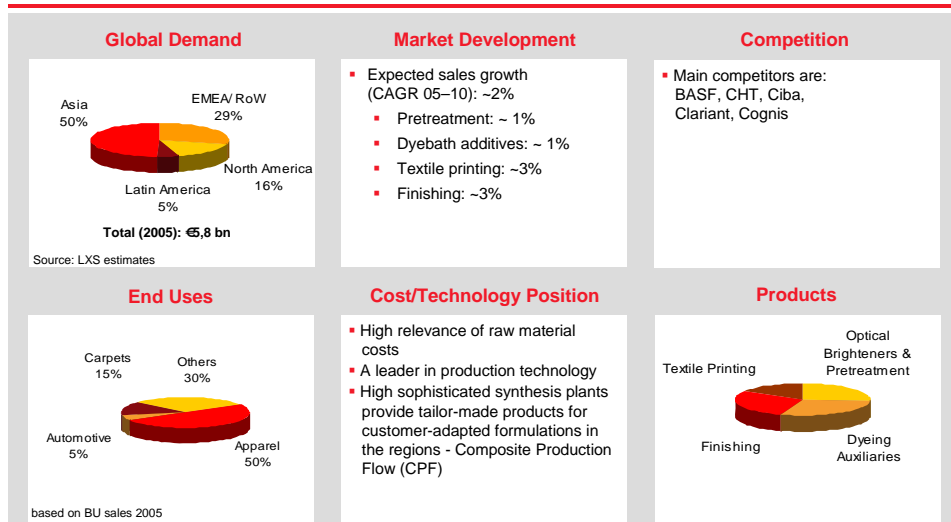 Global Demand
Asia
50%
EMEA/ RoW
29%
North America
16%
Latin America
5%
Total (2005): €5,8 bn
Source: LXS estimates
Market Development
▪ Expected sales growth
(CAGR 05–10): ~2%
▪ Pretreatment: ~ 1%
▪ Dyebath additives: ~ 1%
▪ Textile printing: ~3%
▪ Finishing: ~3%
Competition
▪ Main competitors are:
BASF, CHT, Ciba,
Clariant, Cognis
End Uses
Carpets
15%
Others
30%
Automotive
5%
Apparel
50%
based on BU sales 2005
Cost/Technology Position
▪ High relevance of raw material
costs
▪ A leader in production technology
▪ High sophisticated synthesis plants
provide tailor-made products for
customer-adapted formulations in
the regions - Composite Production
Flow (CPF)
Products
Textile Printing
Optical
Brighteners &
Pretreatment
Finishing
Dyeing
Auxiliaries